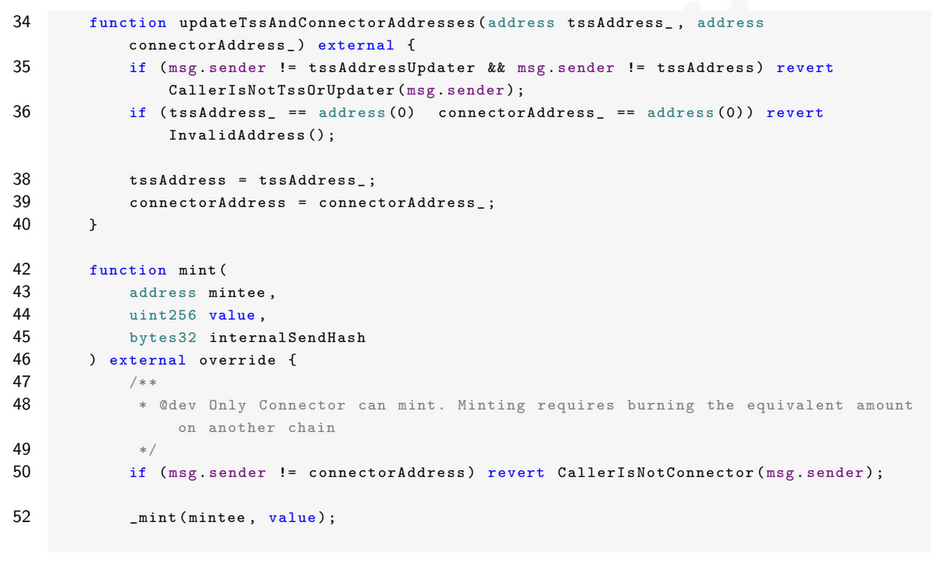 34 function updateTssAndConnectorAddresses(address tssAddress_, address
connectorAddress_) external {
35 if (msg.sender != tssAddressUpdater && msg.sender != tssAddress) revert
CallerIsNotTssOrUpdater(msg.sender);
36 if (tssAddress_ == address(0) connectorAddress_ == address(0)) revert
InvalidAddress();
38 tssAddress = tssAddress_;
39 connectorAddress = connectorAddress_;
40 }
42 function mint(
43 address mintee,
44 uint256 value,
45 bytes32 internalSendHash
46 ) external override {
47 /**
48 * @dev Only Connector can mint. Minting requires burning the equivalent amount
on another chain
49 */
50 if (msg.sender != connectorAddress) revert CallerIsNotConnector(msg.sender);
52 _mint(mintee, value);